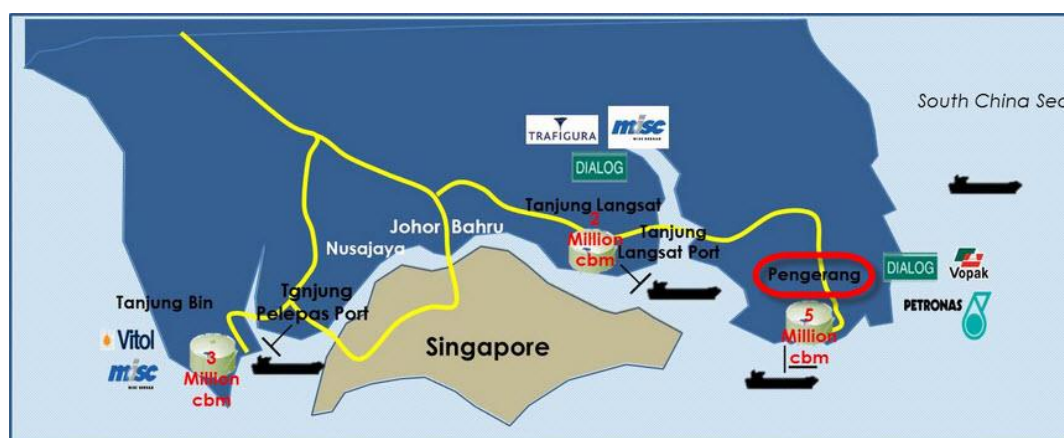 South China Sea
TRAFIGURA
misc
DIALOG
Tanjung Langsat
2
Million
cbm
Tanjung
Langsat Port
Johor Bahru
Nusajaya
Pengerang
DIALOG
Vopak
PETRONAS
5
Million
cbm
Tanjung Bin
Tgnjung
Pelepas Port
Vitol
misc
3
Million
cbm
Singapore